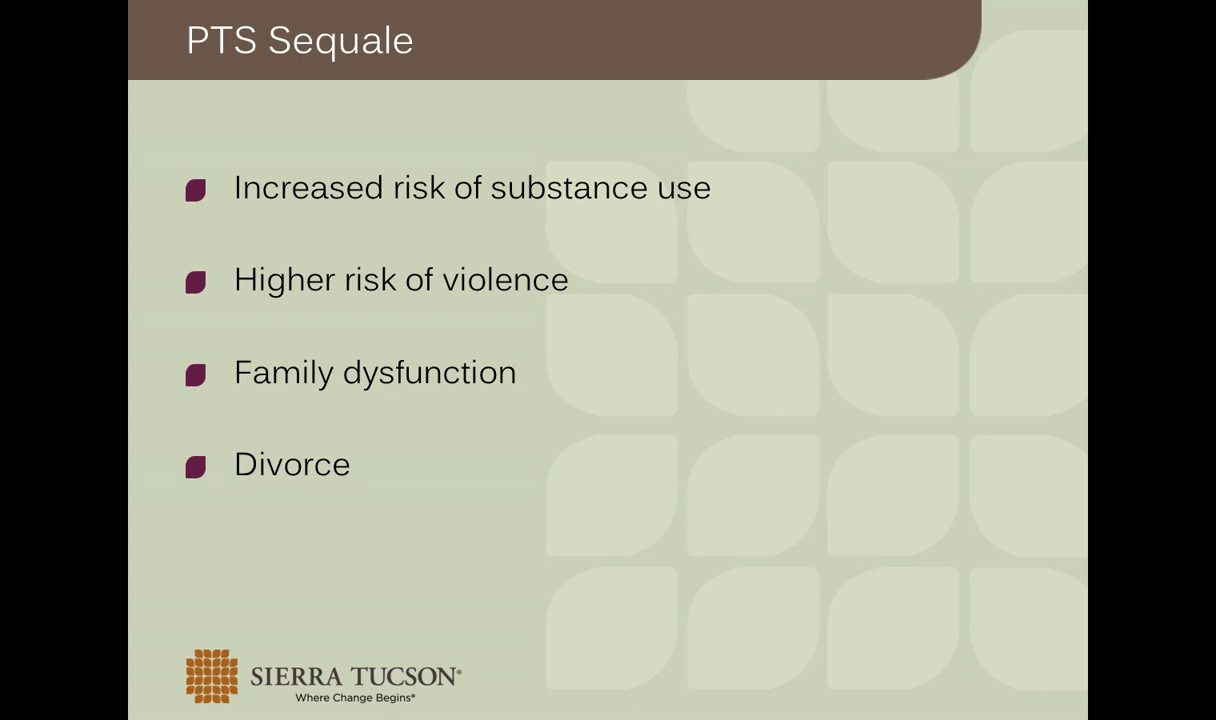 PTS Sequale
Increased risk of substance use
Higher risk of violence
Family dysfunction
Divorce
SIERRA TUCSON®
Where Change Begins®